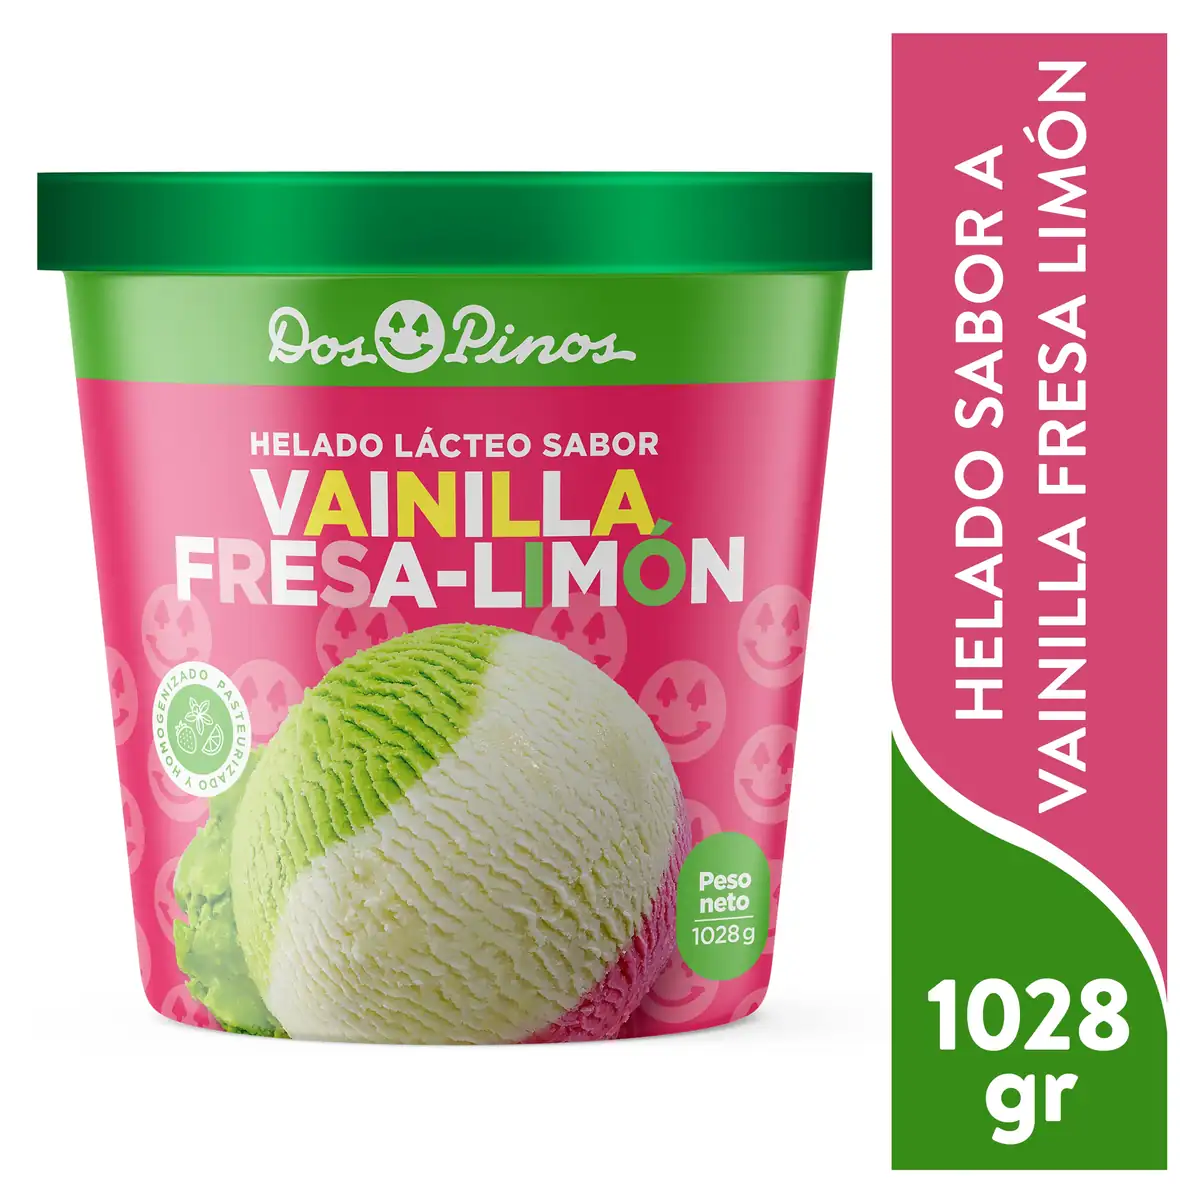 Dos Pinos
HELADO LÁCTEO SABOR
VAINILLA
FRESA-LIMÓN
HOMOGENIZADO PASTEURIZADO Y
Peso
neto
1028 g
HELADO SABOR A
VAINILLA FRESA LIMÓN
1028
gr